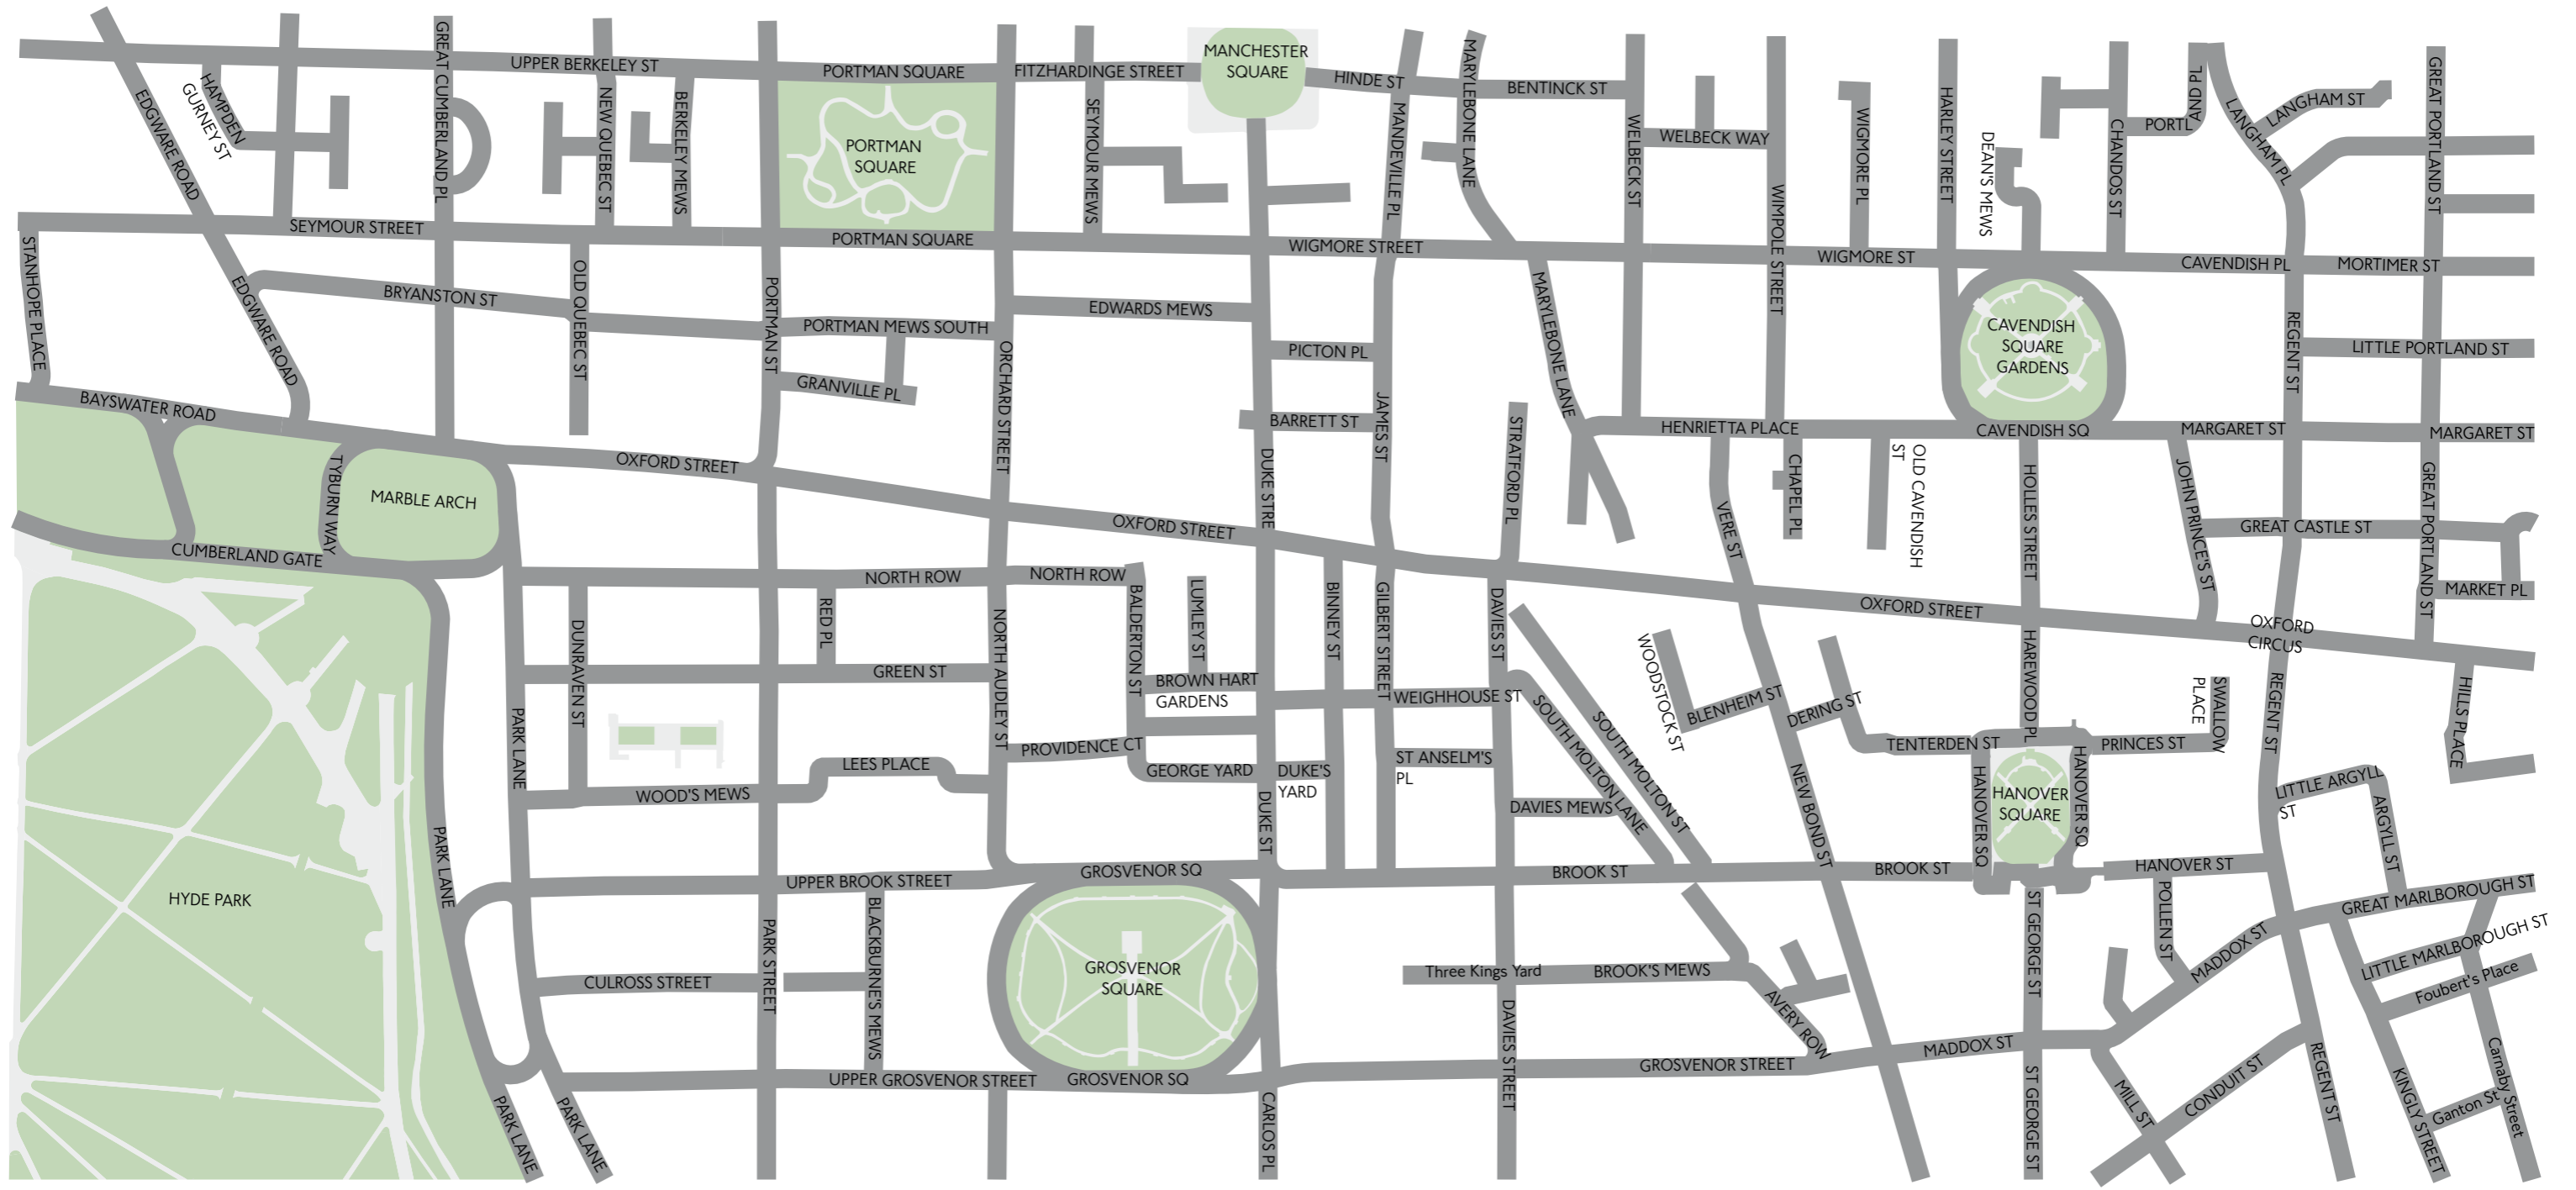 GREAT CUMBERLAND PL
UPPER BERKELEY ST
PORTMAN SQUARE
FITZHARDINGE STREET
MANCHESTER
SQUARE
HINDE ST
MARYLEBONE LANE
BENTINCK ST
HAMPDEN
GURNEY ST
EDGWARE ROAD
NEW QUEBEC ST
BERKELEY MEWS
PORTMAN
SQUARE
SEYMOUR MEWS
MANDEVILLE PL
WELBECK ST
WELBECK WAY
WIMPOLE STREET
WIGMORE PL
HARLEY STREET
DEAN'S MEWS
CHANDOS ST
PORTL
AND PL
LANGHAM PL
LANGHAM ST
GREAT PORTLAND ST
SEYMOUR STREET
PORTMAN SQUARE
WIGMORE STREET
WIGMORE ST
CAVENDISH PL
MORTIMER ST
STANHOPE PLACE
EDGWARE ROAD
BRYANSTON ST
OLD QUEBEC ST
PORTMAN ST
PORTMAN MEWS SOUTH
GRANVILLE PL
ORCHARD STREET
EDWARDS MEWS
PICTON PL
BARRETT ST
JAMES ST
MARYLEBONE LANE
STRATFORD PL
CAVENDISH
SQUARE
GARDENS
REGENT ST
LITTLE PORTLAND ST
BAYSWATER ROAD
OXFORD STREET
HENRIETTA PLACE
CAVENDISH SQ
MARGARET ST
MARGARET ST
TYBURN WAY
MARBLE ARCH
CUMBERLAND GATE
DUKE STRE
OXFORD STREET
VERE ST
CHAPEL PL
OLD CAVENDISH
ST
HOLLES STREET
JOHN PRINCE'S ST
GREAT CASTLE ST
GREAT PORTLAND ST
MARKET PL
NORTH ROW
NORTH ROW
RED PL
DUNRAVEN ST
GREEN ST
NORTH AUDLEY ST
BALDERTON ST
LUMLEY ST
BROWN HART
GARDENS
BINNEY ST
GILBERT STREET
DAVIES ST
WEIGHHOUSE ST
SOUTH MOLTON LANE
SOUTH MOLTON ST
WOODSTOCK ST
BLENHEIM ST
DERING ST
OXFORD STREET
HAREWOOD PL
OXFORD
CIRCUS
SWALLOW
PLACE
REGENT ST
HILLS PLACE
PARK LANE
LEES PLACE
WOOD'S MEWS
PROVIDENCE CT
GEORGE YARD
DUKE'S
YARD
ST ANSELM'S
PL
DAVIES MEWS
NEW BOND ST
TENTERDEN ST
PRINCES ST
HANOVER SQ
HANOVER
SQUARE
HANOVER SQ
LITTLE ARGYLL
ST
ARGYLL ST
DUKE ST
PARK LANE
HYDE PARK
UPPER BROOK STREET
GROSVENOR SQ
BROOK ST
BROOK ST
HANOVER ST
GREAT MARLBOROUGH ST
BLACKBURNE'S MEWS
PARK STREET
CULROSS STREET
GROSVENOR
SQUARE
Three Kings Yard
BROOK'S MEWS
AVERY ROW
ST GEORGE ST
POLLEN ST
MADDOX ST
LITTLE MARLBOROUGH ST
Foubert's Place
UPPER GROSVENOR STREET
GROSVENOR SQ
DAVIES STREET
GROSVENOR STREET
MADDOX ST
PARK LANE
PARK LANE
CARLOS PL
ST GEORGE ST
MILL ST
CONDUIT ST
REGENT ST
KINGLY STREET
Ganton St
Carnaby Street